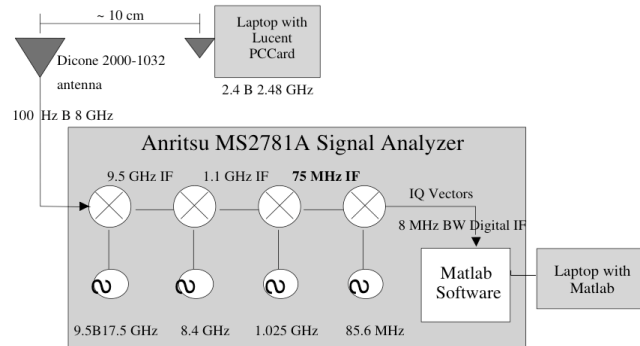 ~ 10 cm
Laptop with
Lucent
PCCard
Dicone 2000-1032
antenna
2.4 B 2.48 GHz
100 Hz B 8 GHz
Anritsu MS2781A Signal Analyzer
9.5 GHz IF
1.1 GHz IF
75 MHz IF
IQ Vectors
8 MHz BW Digital IF
Matlab
Software
Laptop with
Matlab
9.5B17.5 GHz
8.4 GHz
1.025 GHz
85.6 MHz